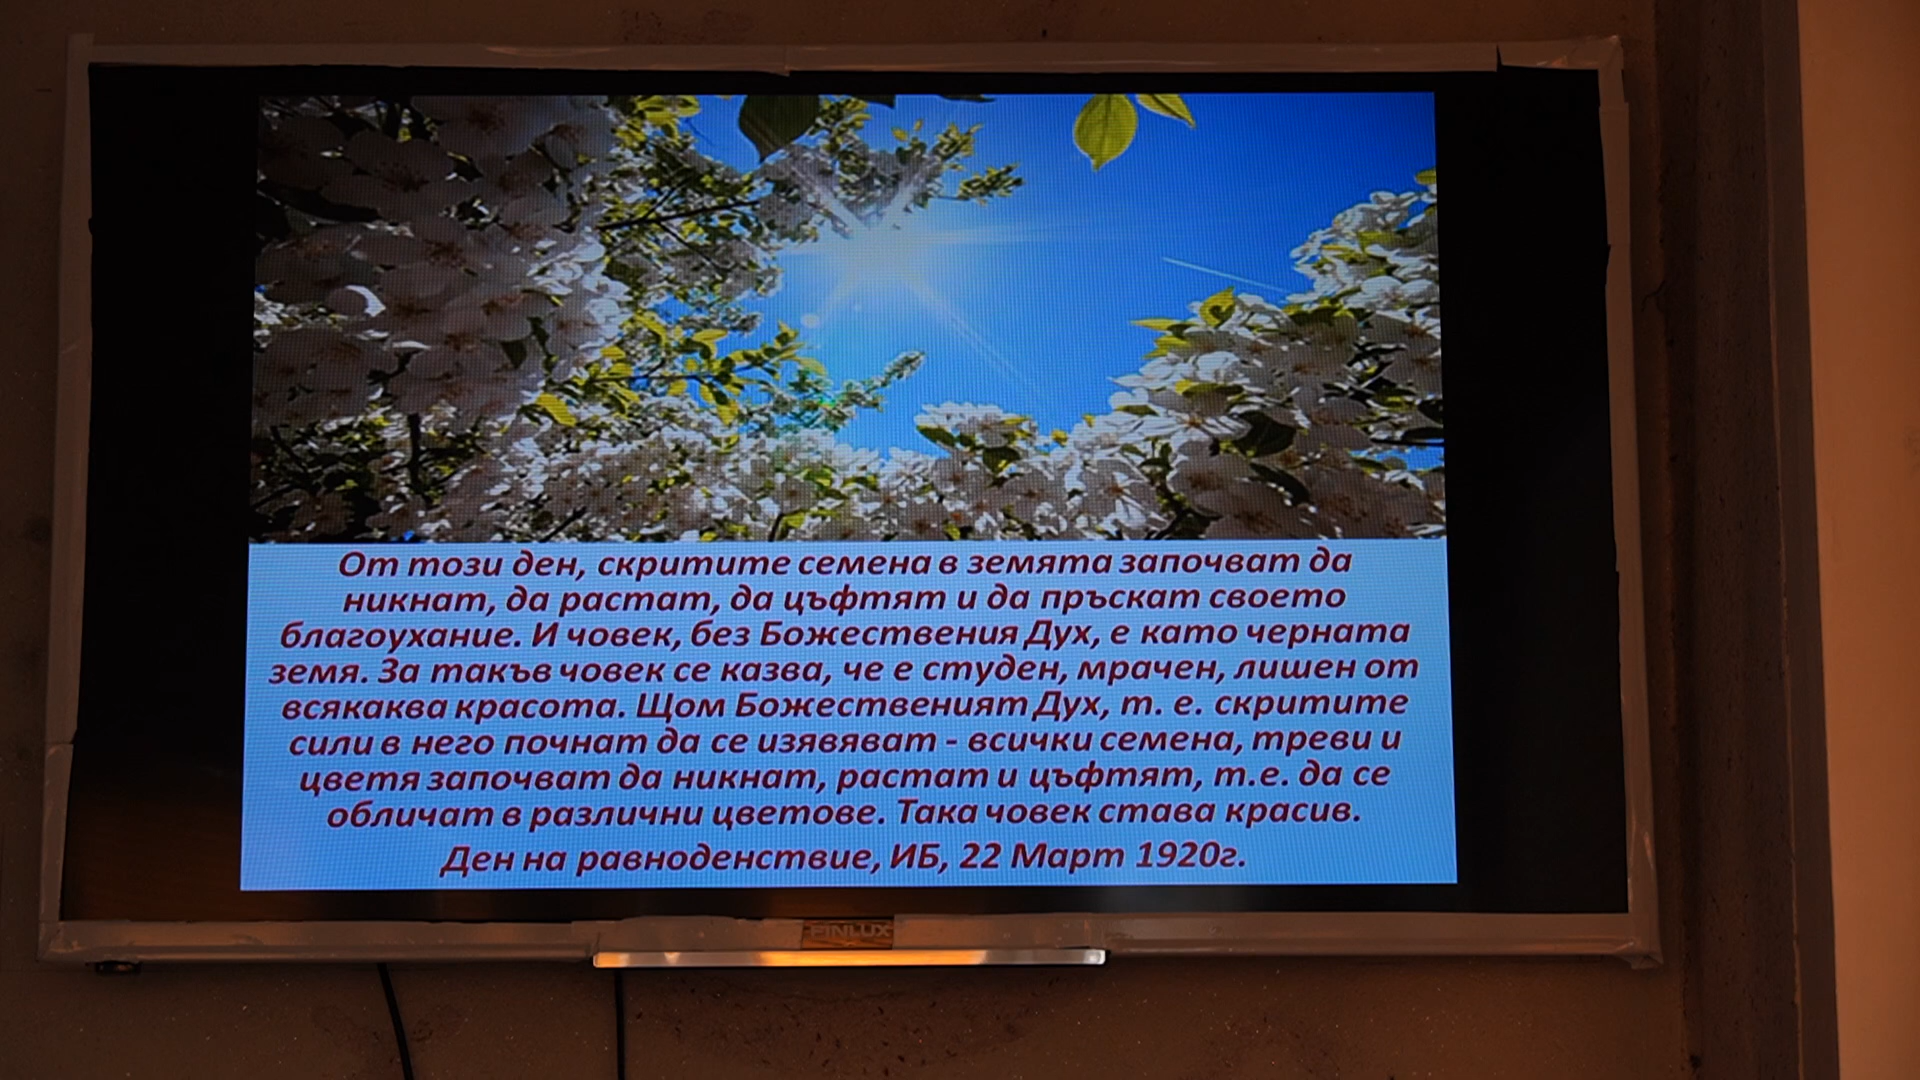 От този ден, скритите семена в земята започват да
никнат, да растат, да цъфтят и да пръскат своето
благоухание. И човек, без Божествения Дух, е като черната
земя. За такъв човек се казва, че е студен, мрачен, лишен от
всякаква красота. Щом Божественият Дух, т. е. скритите
сили в него почнат да се изявяват - всички семена, треви и
цветя започват да никнат, растат и цъфтят, т.е. да се
обличат в различни цветове. Така човек става красив.
Ден на равноденствие, ИБ, 22 Март 1920г.
FINLUX